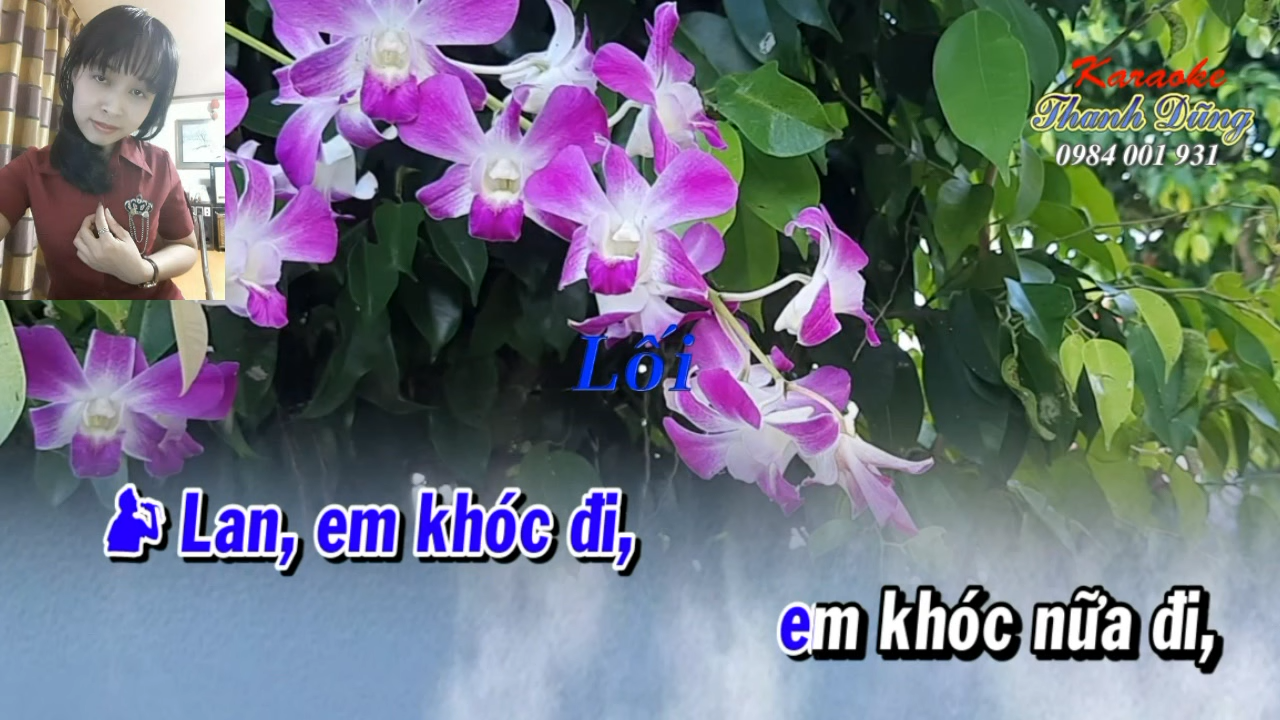 Karaoke
Thanh Dũng
0984 001 931
Lối
Lan, em khóc đi,
em khóc nữa đi,